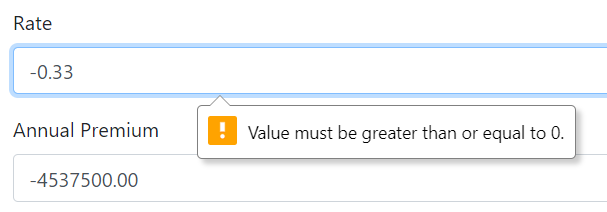 Rate
-0.33
Value must be greater than or equal to 0.
Annual Premium
-4537500.00